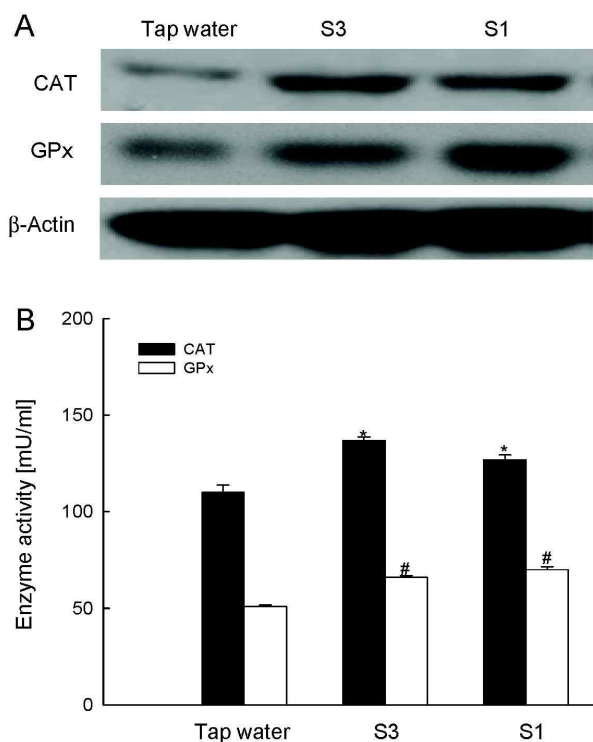 A
Tap water S3 S1
CAT
GPx
β-Actin
B
200
CAT
GPx
150
* *
100
# #
50
0
Enzyme activity [mU/ml]
Tap water S3 S1